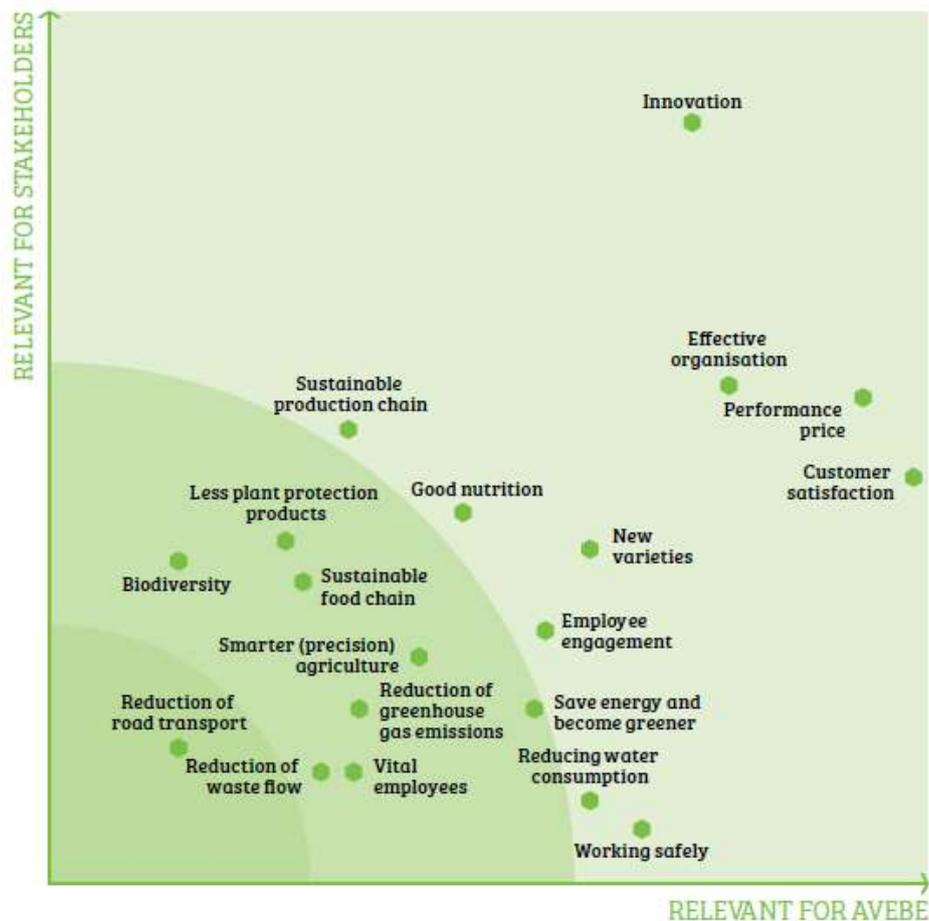 RELEVANT FOR STAKEHOLDERS
Innovation
Effective
organisation
Performance
price
Sustainable
production chain
Customer
satisfaction
Less plant protection
products
Good nutrition
New
varieties
Biodiversity
Sustainable
food chain
Employee
engagement
Smarter (precision)
agriculture
Reduction of
road transport
Reduction of
greenhouse
gas emissions
Save energy and
become greener
Reduction of
waste flow
Vital
employees
Reducing water
consumption
Working safely
RELEVANT FOR AVEBE